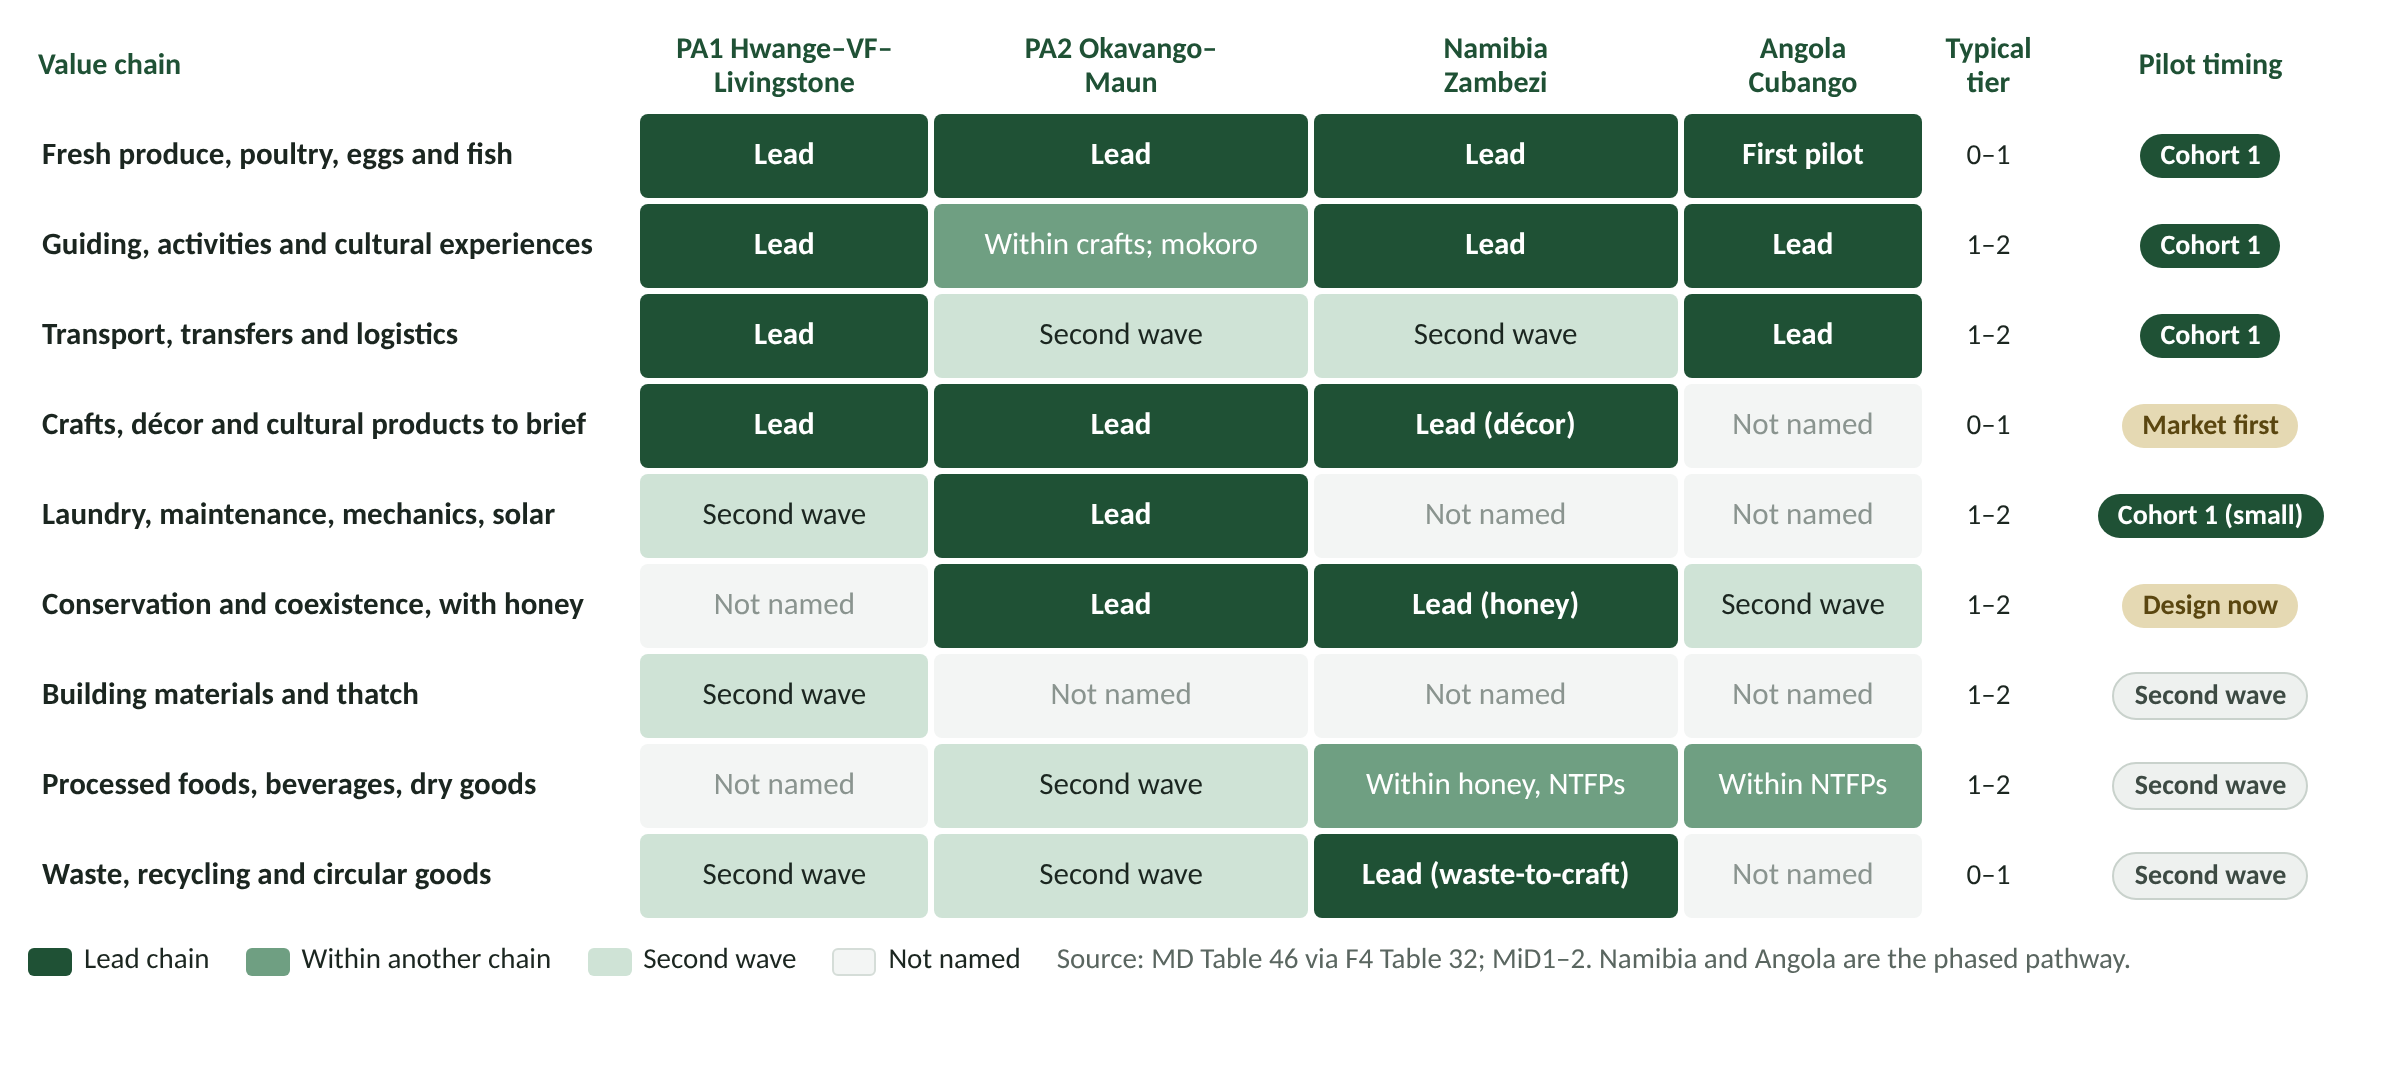 Value chain
PA1 Hwange–VF–
Livingstone
PA2 Okavango–
Maun
Namibia
Zambezi
Angola
Cubango
Typical
tier
Pilot timing
Fresh produce, poultry, eggs and fish
Lead
Lead
Lead
First pilot
0–1
Cohort 1
Guiding, activities and cultural experiences
Lead
Within crafts; mokoro
Lead
Lead
1–2
Cohort 1
Transport, transfers and logistics
Lead
Second wave
Second wave
Lead
1–2
Cohort 1
Crafts, décor and cultural products to brief
Lead
Lead
Lead (décor)
Not named
0–1
Market first
Laundry, maintenance, mechanics, solar
Second wave
Lead
Not named
Not named
1–2
Cohort 1 (small)
Conservation and coexistence, with honey
Not named
Lead
Lead (honey)
Second wave
1–2
Design now
Building materials and thatch
Second wave
Not named
Not named
Not named
1–2
Second wave
Processed foods, beverages, dry goods
Not named
Second wave
Within honey, NTFPs
Within NTFPs
1–2
Second wave
Waste, recycling and circular goods
Second wave
Second wave
Lead (waste-to-craft)
Not named
0–1
Second wave
Lead chain
Within another chain
Second wave
Not named
Source: MD Table 46 via F4 Table 32; MiD1–2. Namibia and Angola are the phased pathway.